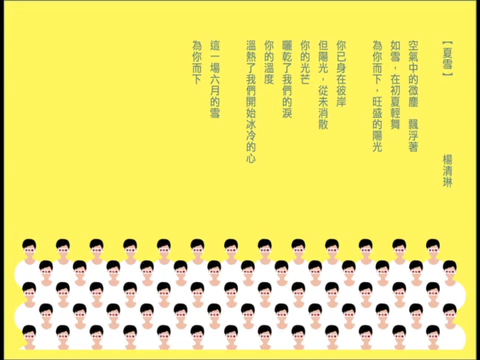 【夏雪】　　　楊清琳
空氣中的微塵　飄浮著
如雪，在初夏輕舞
為你而下，旺盛的陽光
你已身在彼岸
但陽光，從未消散
你的光芒
曬乾了我們的淚
你的溫度
溫熱了我們開始冰冷的心
這一場六月的雪
為你而下